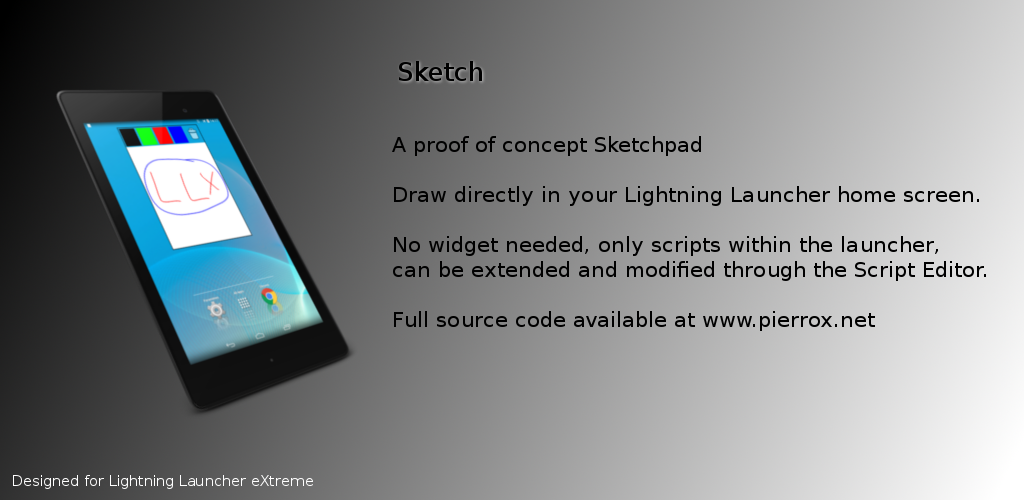 Sketch
A proof of concept Sketchpad
Draw directly in your Lightning Launcher home screen.
No widget needed, only scripts within the launcher,
can be extended and modified through the Script Editor.
Full source code available at www.pierrox.net
LLX
Designed for Lightning Launcher eXtreme